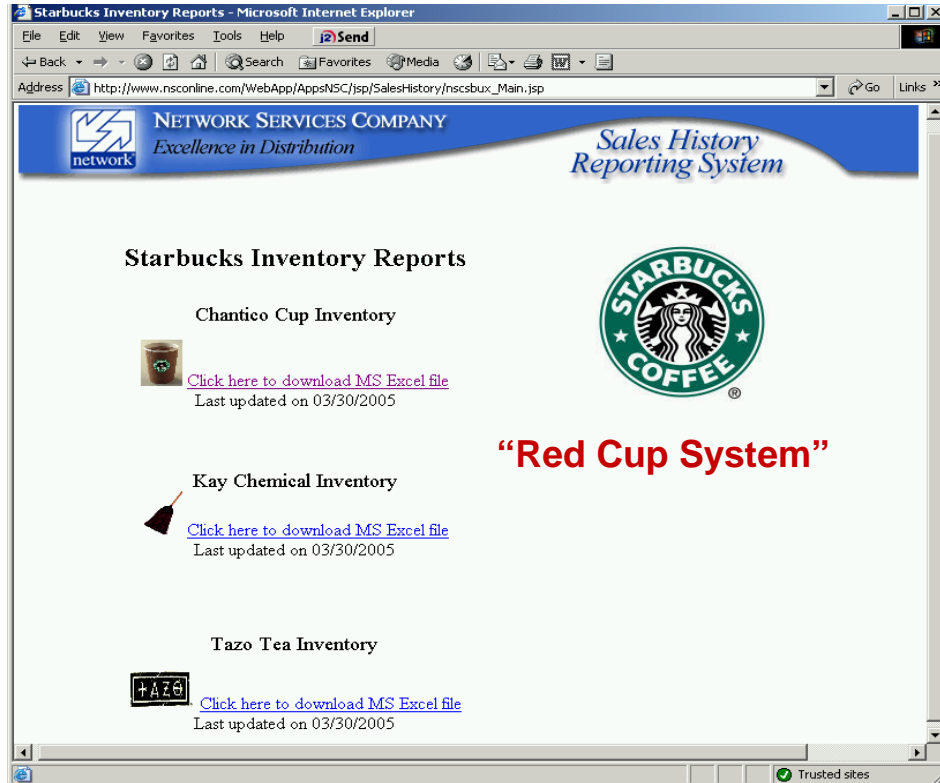 Starbucks Inventory Reports - Microsoft Internet Explorer
File Edit View Favorites Tools Help j2 Send
Back Search Favorites Media
Address http://www.nsconline.com/WebApp/AppsNSC/jsp/SalesHistory/nscsbux_Main.jsp Go Links »
network
NETWORK SERVICES COMPANY
Excellence in Distribution
Sales History
Reporting System
Starbucks Inventory Reports
STARBUCKS
COFFEE
®
Chantico Cup Inventory
Click here to download MS Excel file
Last updated on 03/30/2005
“Red Cup System”
Kay Chemical Inventory
Click here to download MS Excel file
Last updated on 03/30/2005
Tazo Tea Inventory
TAZO
Click here to download MS Excel file
Last updated on 03/30/2005
Trusted sites